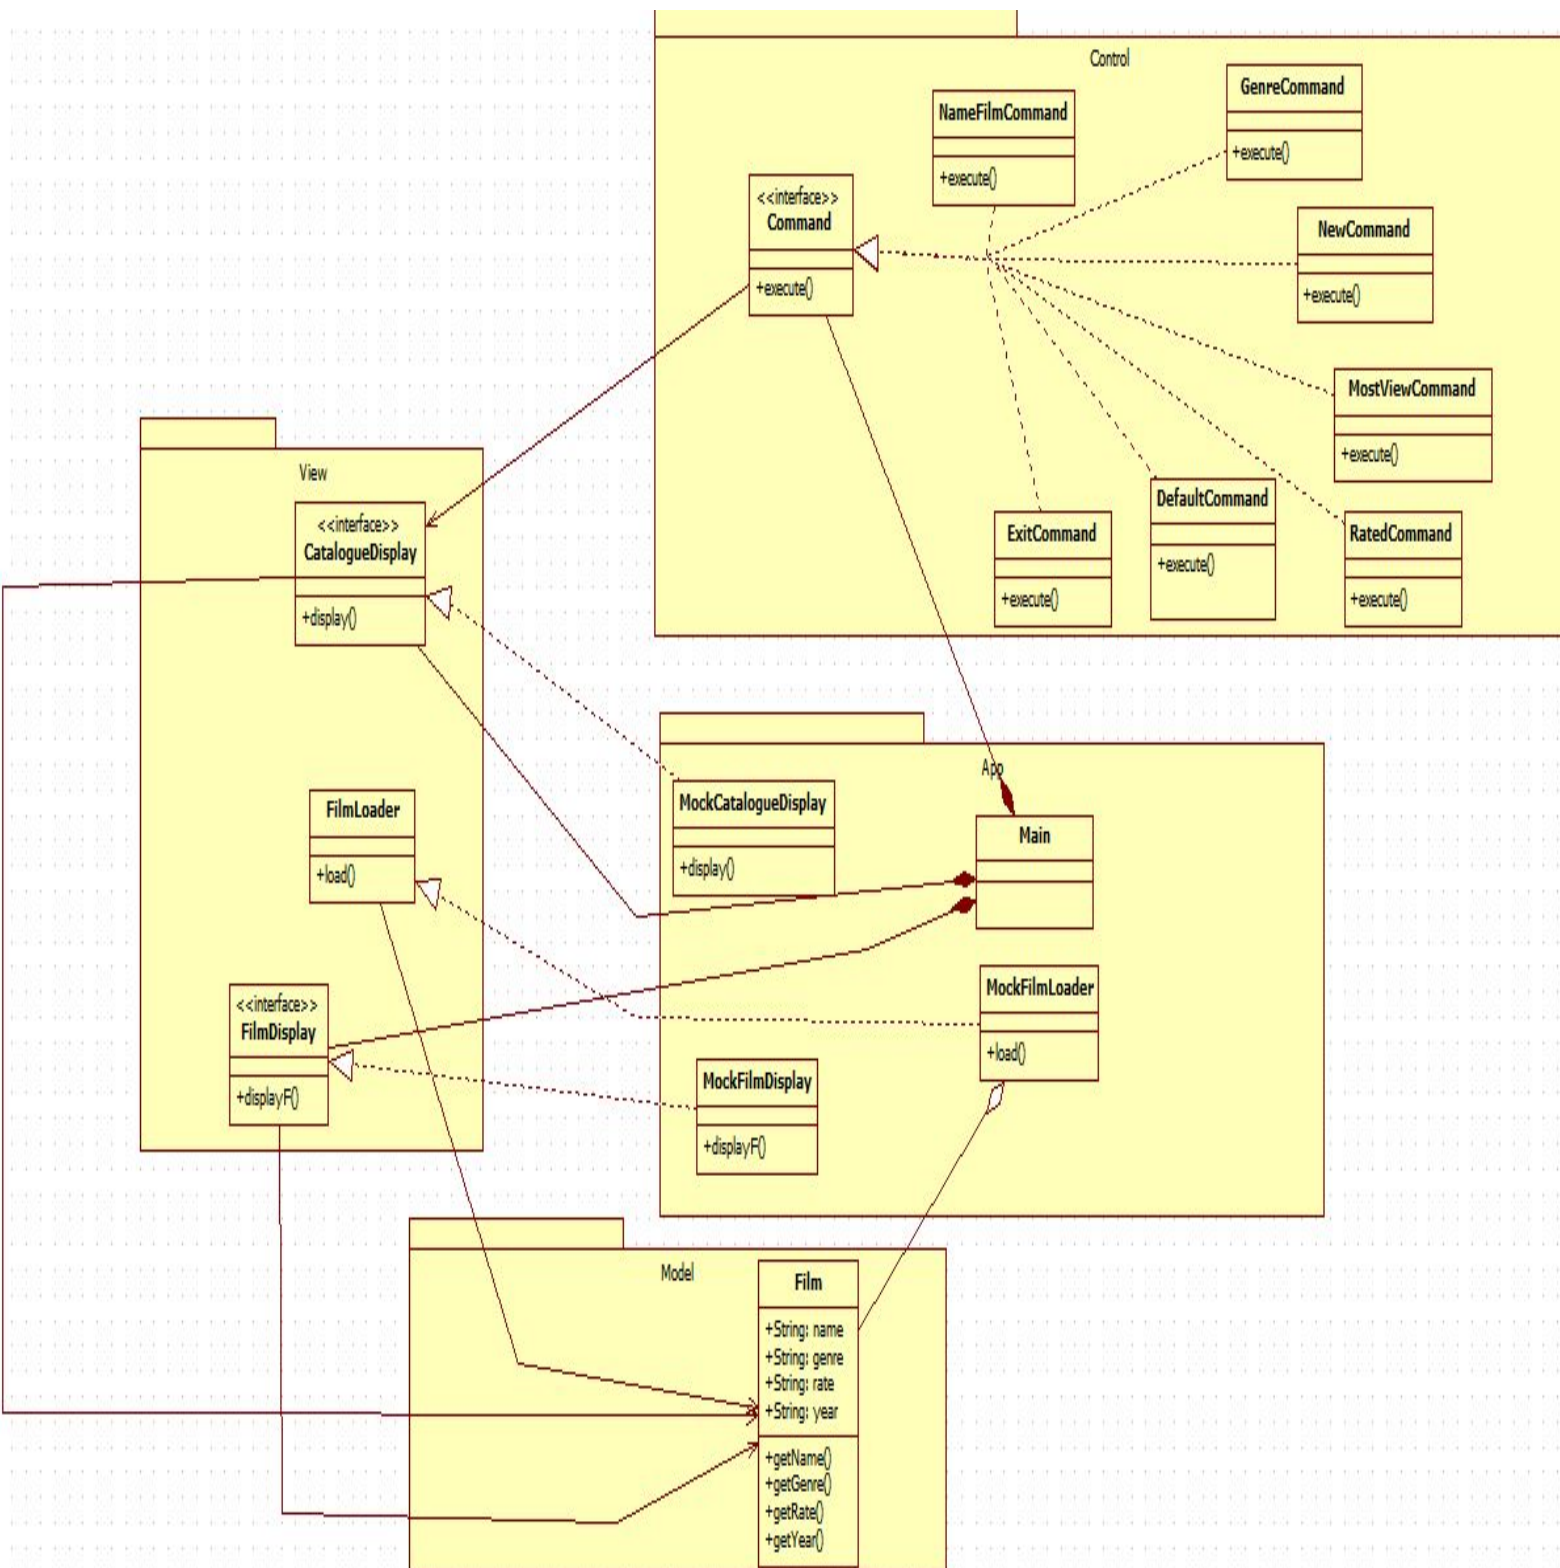 Control
NameFilmCommand
+execute()
GenreCommand
+execute()
<<interface>>
Command
+execute()
NewCommand
+execute()
MostViewCommand
+execute()
ExitCommand
+execute()
DefaultCommand
+execute()
RatedCommand
+execute()
View
<<interface>>
CatalogueDisplay
+display()
FilmLoader
+load()
<<interface>>
FilmDisplay
+displayF()
App
MockCatalogueDisplay
+display()
Main
MockFilmLoader
+load()
MockFilmDisplay
+displayF()
Model
Film
+String: name
+String: genre
+String: rate
+String: year
+getName()
+getGenre()
+getRate()
+getYear()